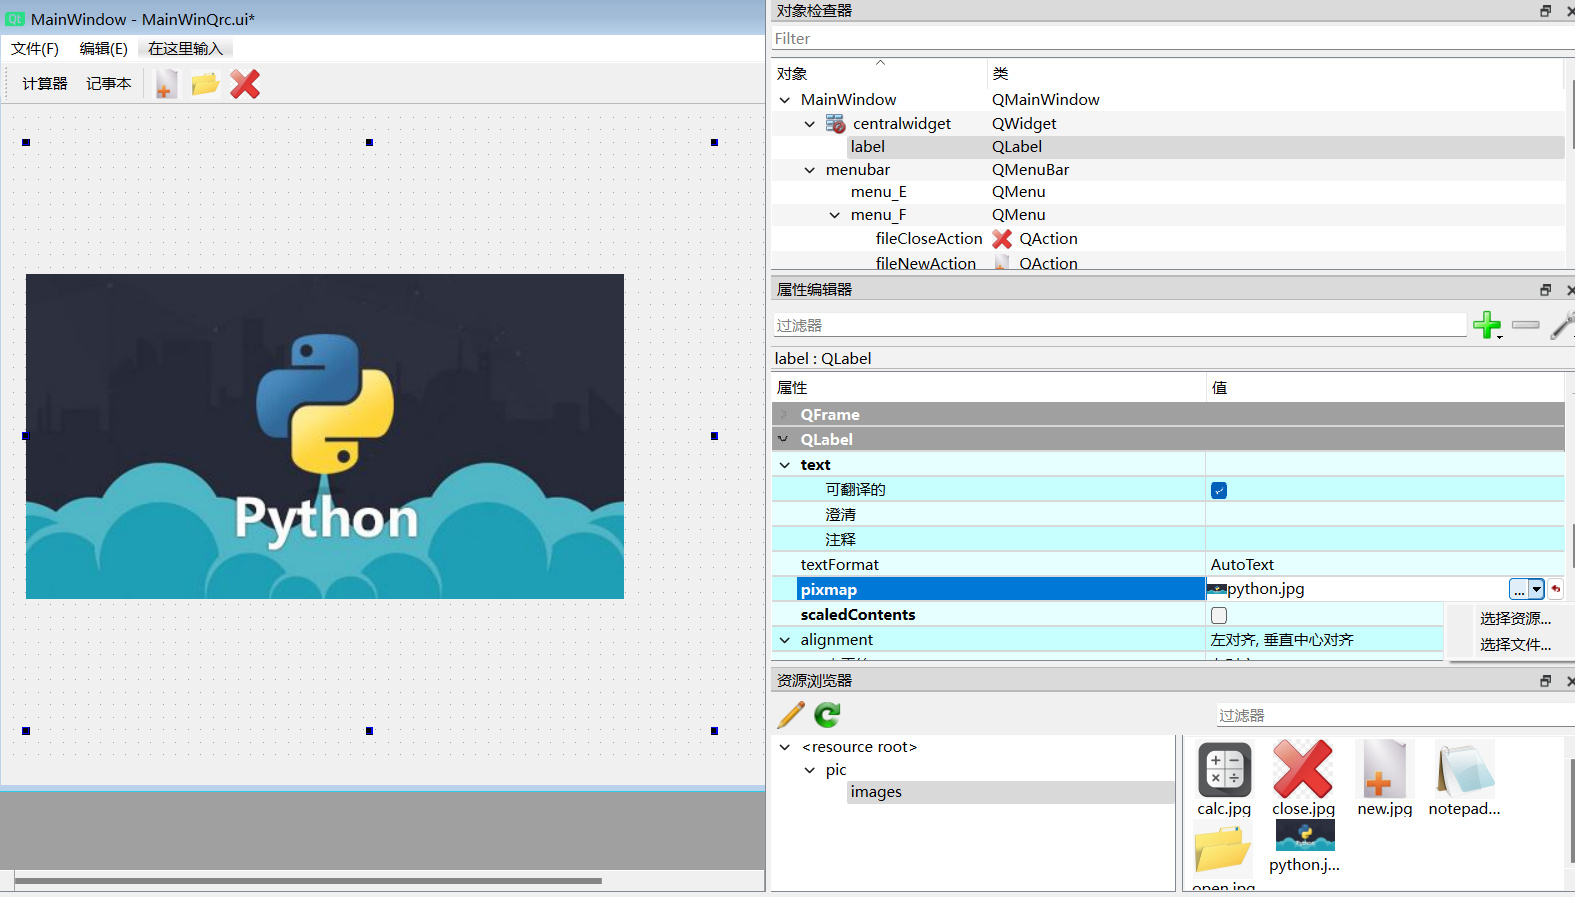 MainWindow - MainWinQrc.ui*
文件(F) 编辑(E) 在这里输入
计算器 记事本
Python
对象检查器
Filter
对象 类
MainWindow QMainWindow
centralwidget QWidget
label QLabel
menubar QMenuBar
menu_E QMenu
menu_F QMenu
fileCloseAction QAction
fileNewAction QAction
属性编辑器
过滤器
label : QLabel
属性 值
QFrame
QLabel
text
可翻译的
澄清
注释
textFormat AutoText
pixmap python.jpg ...
scaledContents
选择资源...
alignment 左对齐, 垂直中心对齐
选择文件...
资源浏览器
过滤器
<resource root>
pic
images
calc.jpg close.jpg new.jpg notepad...
python.j...
open.jpg